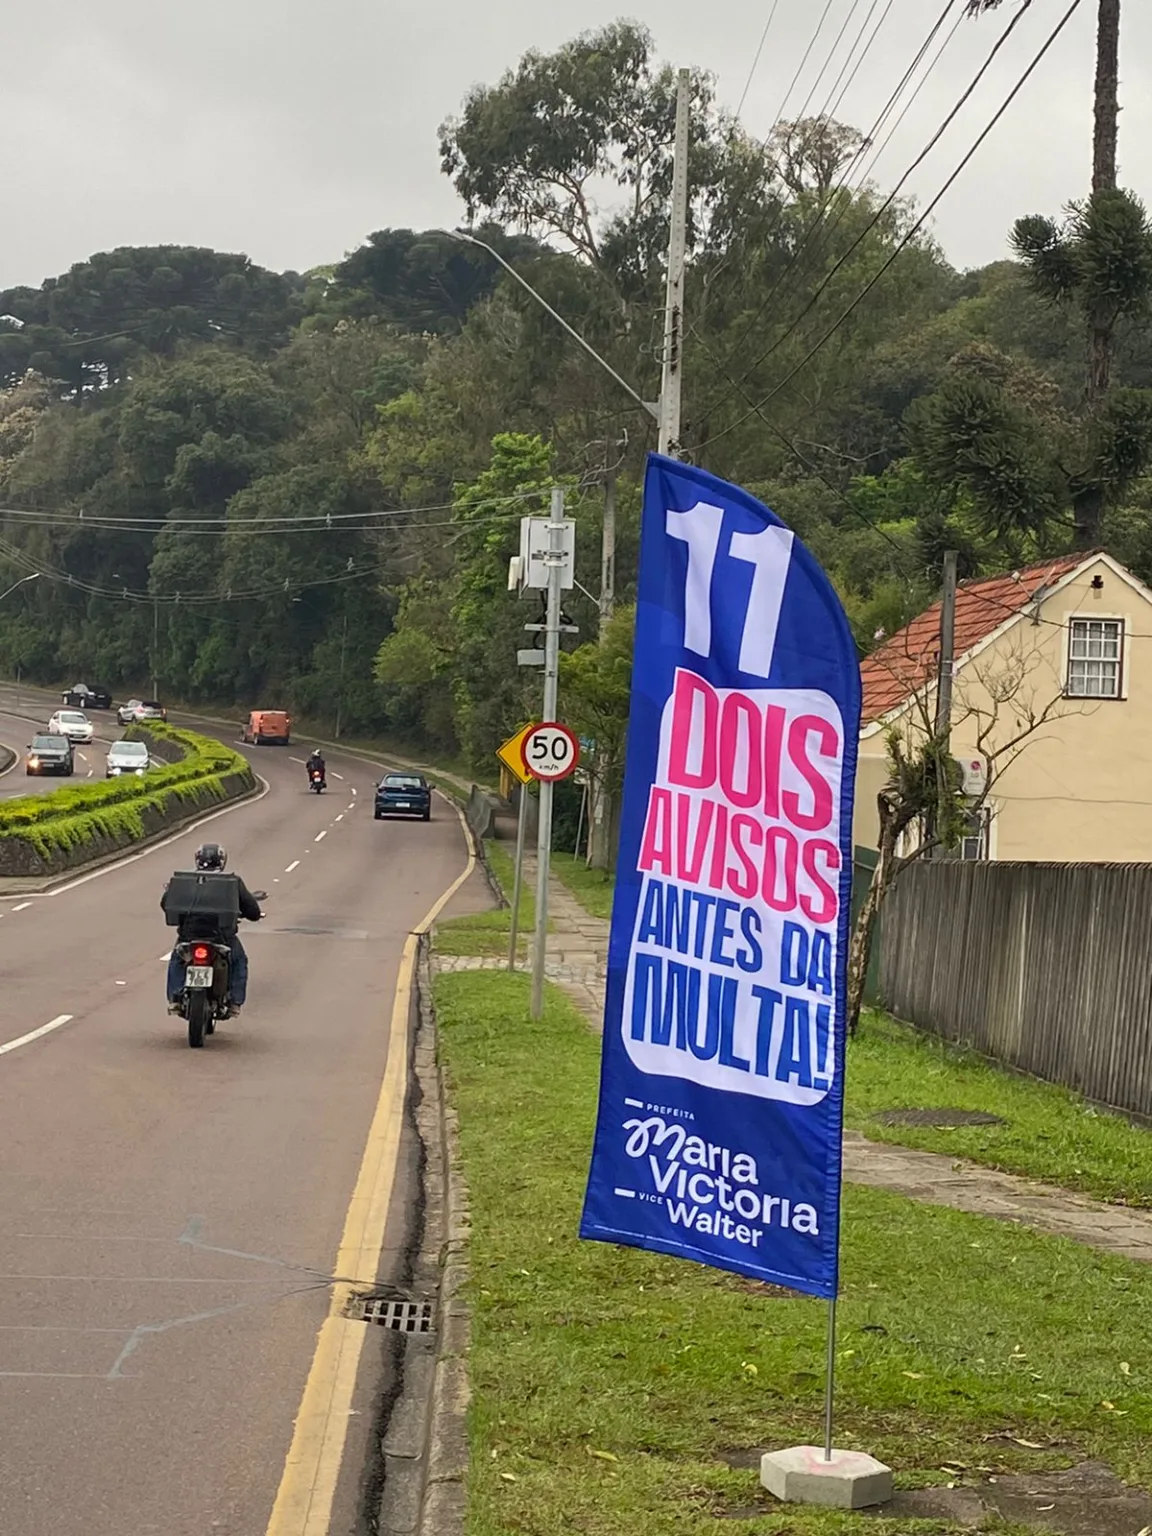 11
50
km/h
DOIS
AVISOS
ANTES DA
MULTA!
PREFEITA
Maria
Victoria
VICE
Walter